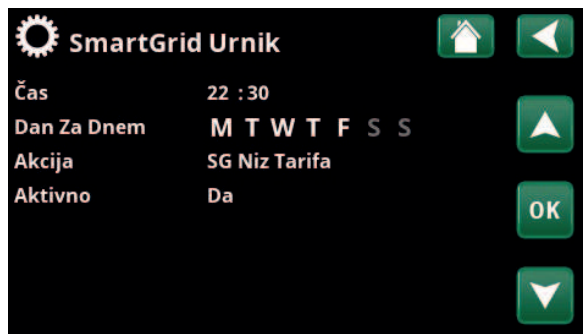 SmartGrid Urnik
Čas 22 :30
Dan Za Dnem M T W T F S S
Akcija SG Niz Tarifa
Aktivno Da
OK